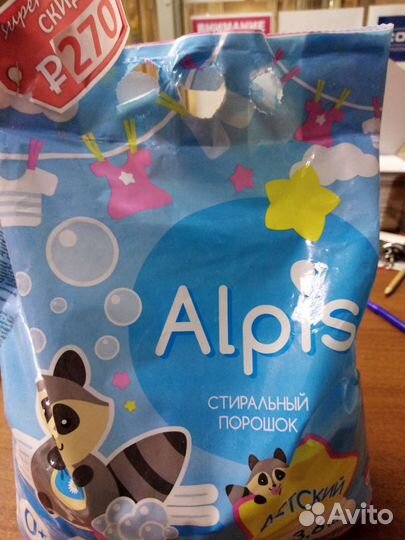 Super
СКИД
₽270
ВНИМАНИЕ
Alpis
СТИРАЛЬНЫЙ
ПОРОШОК
ДЕТСКИЙ
0+
Avito